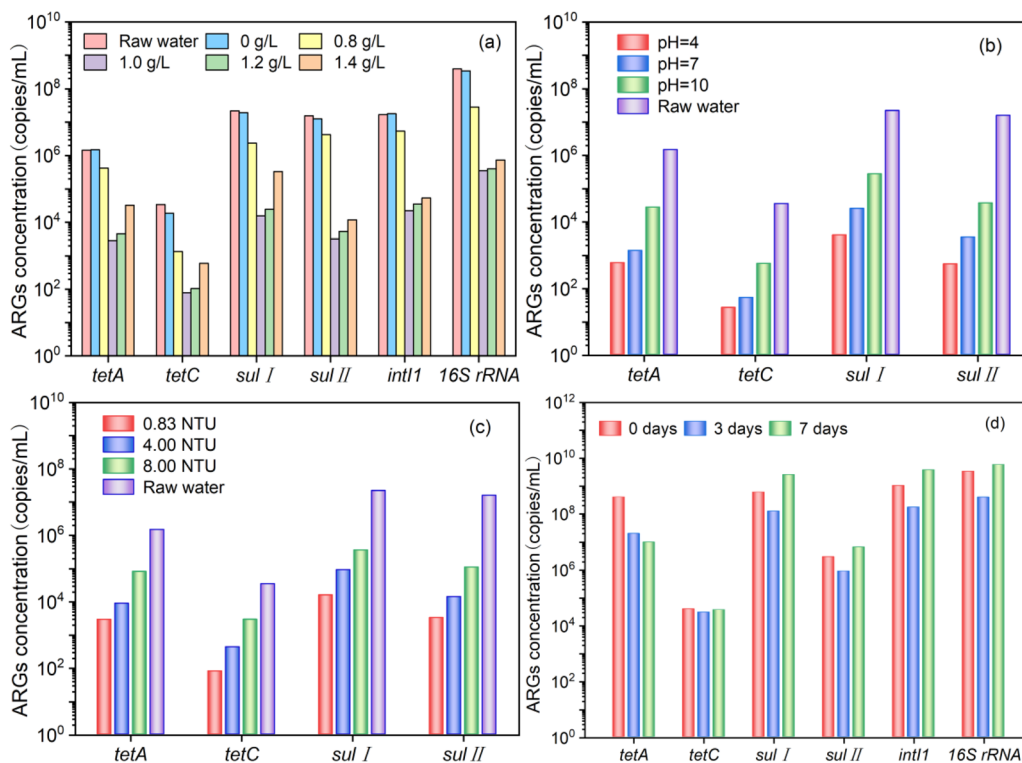 ARGs concentration (copies/mL)
10^10
10^8
10^6
10^4
10^2
10^0
Raw water 0 g/L 0.8 g/L (a)
1.0 g/L 1.2 g/L 1.4 g/L
tetA tetC sul I sul II intI1 16S rRNA
ARGs concentration (copies/mL)
10^10
10^8
10^6
10^4
10^2
10^0
(b)
pH=4
pH=7
pH=10
Raw water
tetA tetC sul I sul II
ARGs concentration (copies/mL)
10^10
10^8
10^6
10^4
10^2
10^0
(c)
0.83 NTU
4.00 NTU
8.00 NTU
Raw water
tetA tetC sul I sul II
ARGs concentration (copies/mL)
10^12
10^10
10^8
10^6
10^4
10^2
10^0
0 days 3 days 7 days (d)
tetA tetC sul I sul II intI1 16S rRNA